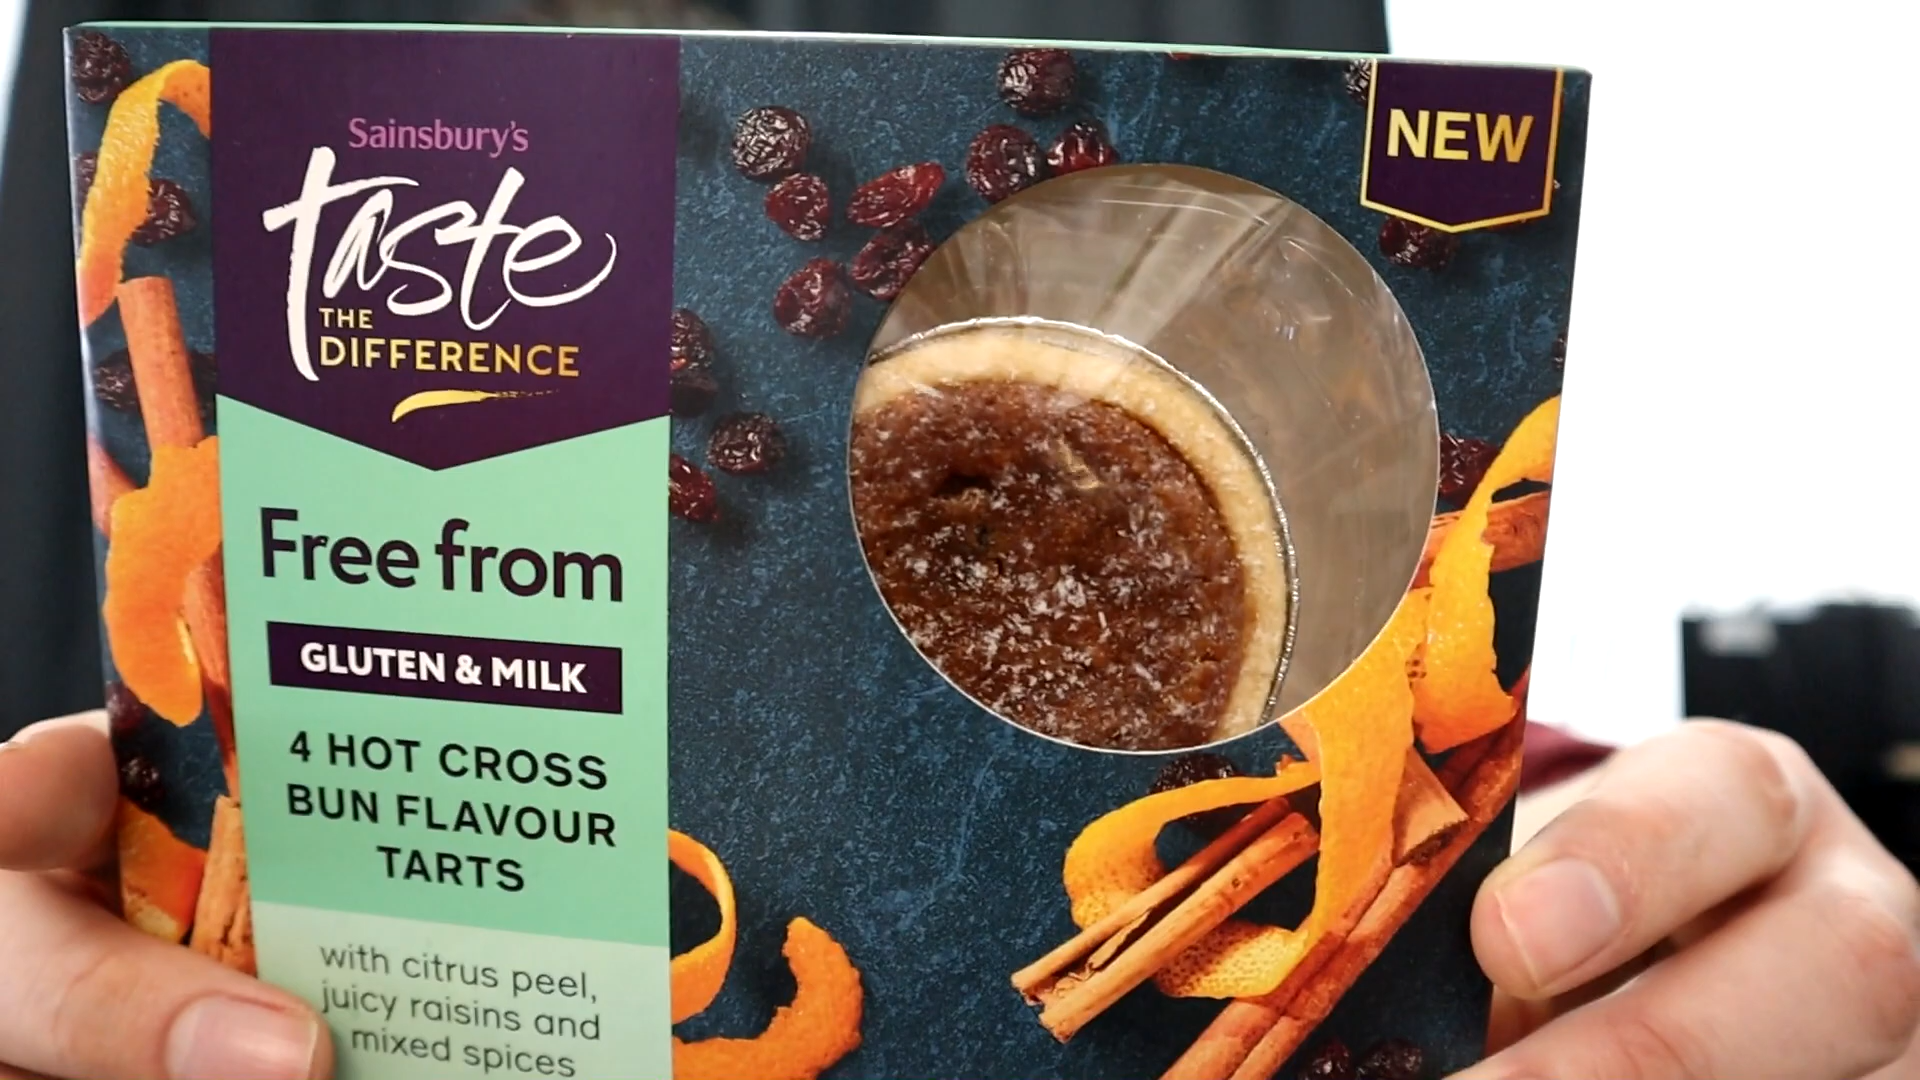 Sainsbury's
taste
THE
DIFFERENCE
Free from
GLUTEN & MILK
4 HOT CROSS
BUN FLAVOUR
TARTS
with citrus peel,
juicy raisins and
mixed spices
NEW